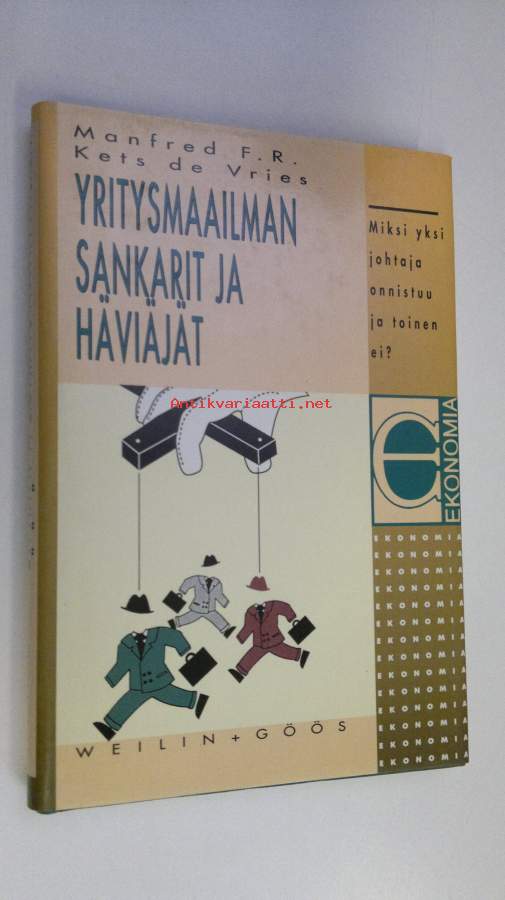 Manfred F.R.
Kets de Vries
YRITYSMAAILMAN
SANKARIT JA
HÄVIÄJÄT
Miksi yksi
johtaja
onnistuu
ja toinen
ei?
Antikvariaatti.net
EKONOMIA
EKONOMIA
EKONOMIA
EKONOMIA
EKONOMIA
EKONOMIA
EKONOMIA
EKONOMIA
EKONOMIA
EKONOMIA
EKONOMIA
EKONOMIA
EKONOMIA
EKONOMIA
WEILIN+GÖÖS